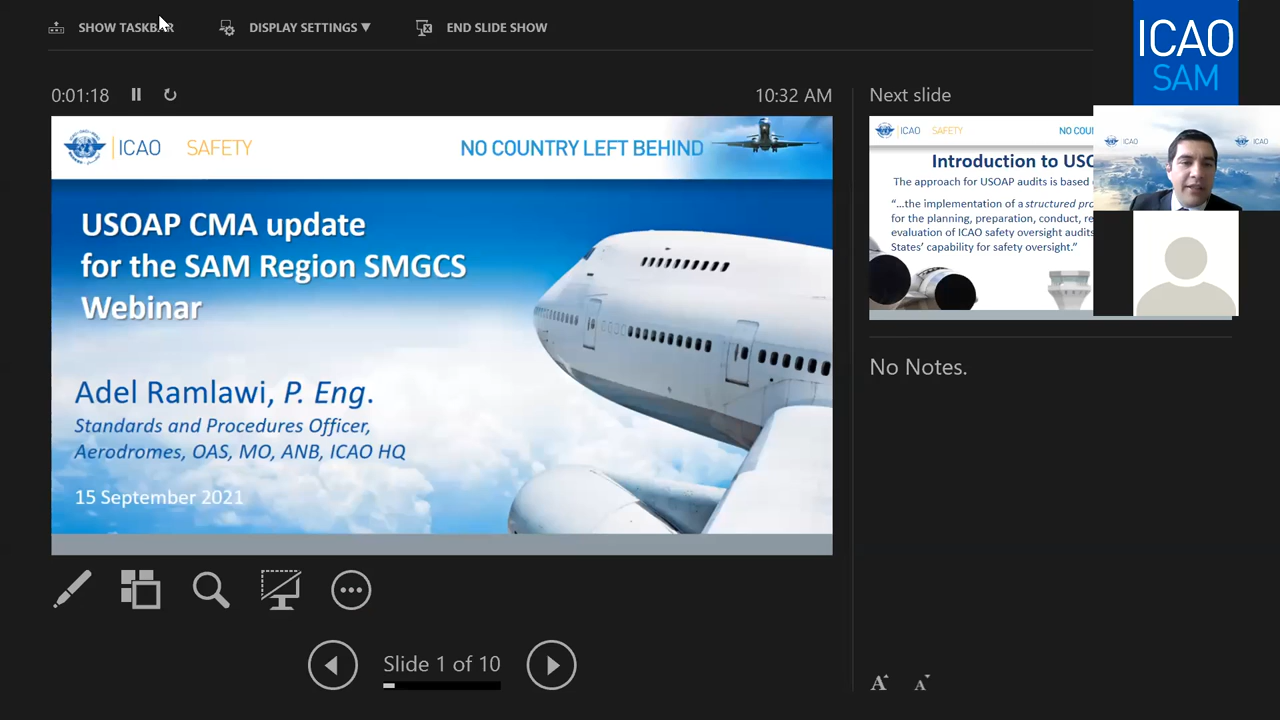 SHOW TASKBAR
DISPLAY SETTINGS
END SLIDE SHOW
ICAO
SAM
0:01:18
10:32 AM
Next slide
ICAO SAFETY
NO COUNTRY LEFT BEHIND
USOAP CMA update
for the SAM Region SMGCS
Webinar
Adel Ramlawi, P. Eng.
Standards and Procedures Officer,
Aerodromes, OAS, MO, ANB, ICAO HQ
15 September 2021
ICAO SAFETY
NO
Introduction to
The approach for USOAP audits is based
“…the implementation of a structured
for the planning, preparation, conduct,
evaluation of ICAO safety oversight audits
States’ capability for safety oversight.”
ICAO
ICAO
No Notes.
Slide 1 of 10
A
A